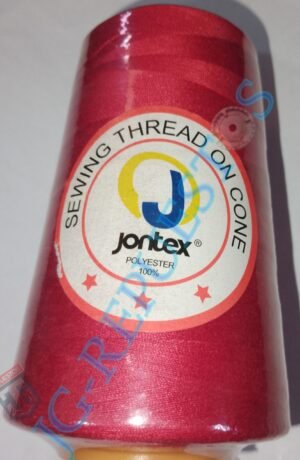 SEWING THREAD ON CONE
J
jontex®
POLYESTER
100%